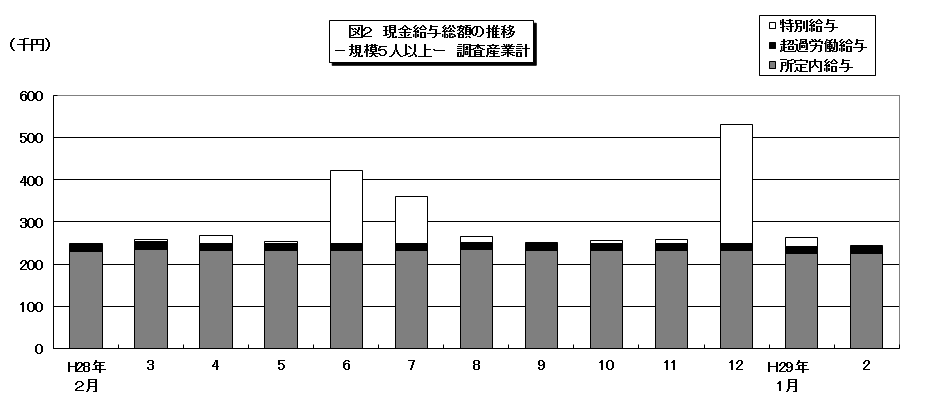 図２ 現金給与総額の推移
－規模５人以上－ 調査産業計
（千円）
特別給与
超過労働給与
所定内給与
600
500
400
300
200
100
0
H28年
２月
3
4
5
6
7
8
9
10
11
12
H29年
１月
2